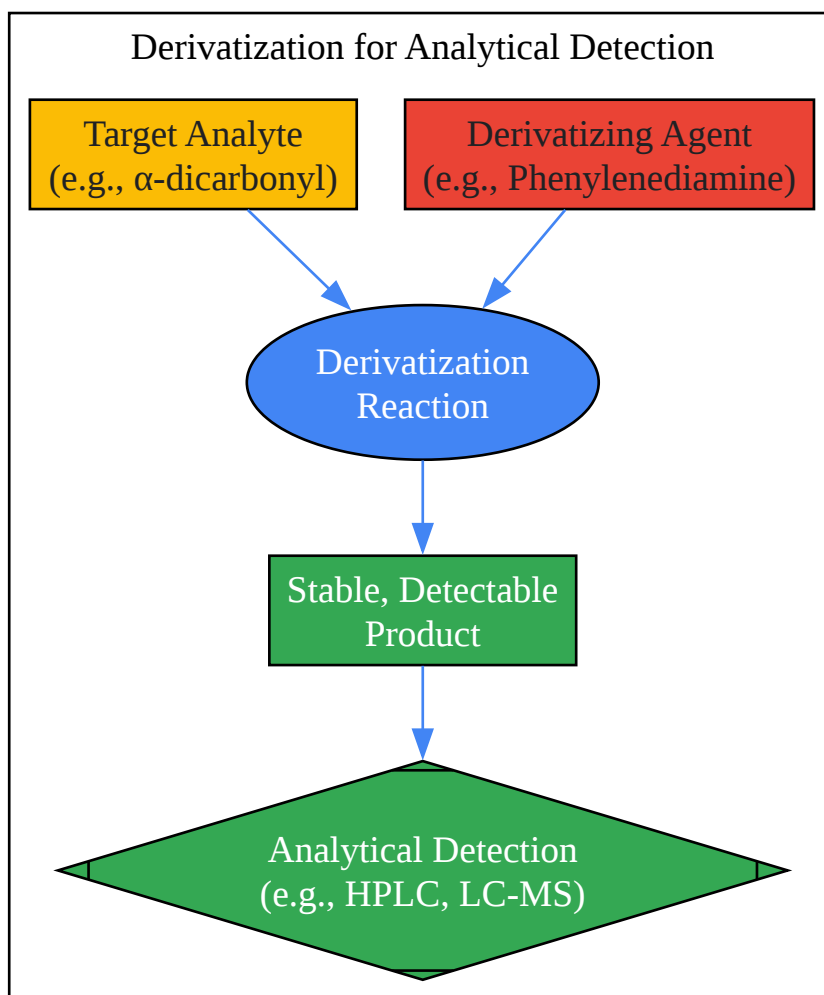 Derivatization for Analytical Detection
Target Analyte
(e.g., α-dicarbonyl)
Derivatizing Agent
(e.g., Phenylenediamine)
Derivatization
Reaction
Stable, Detectable
Product
Analytical Detection
(e.g., HPLC, LC-MS)